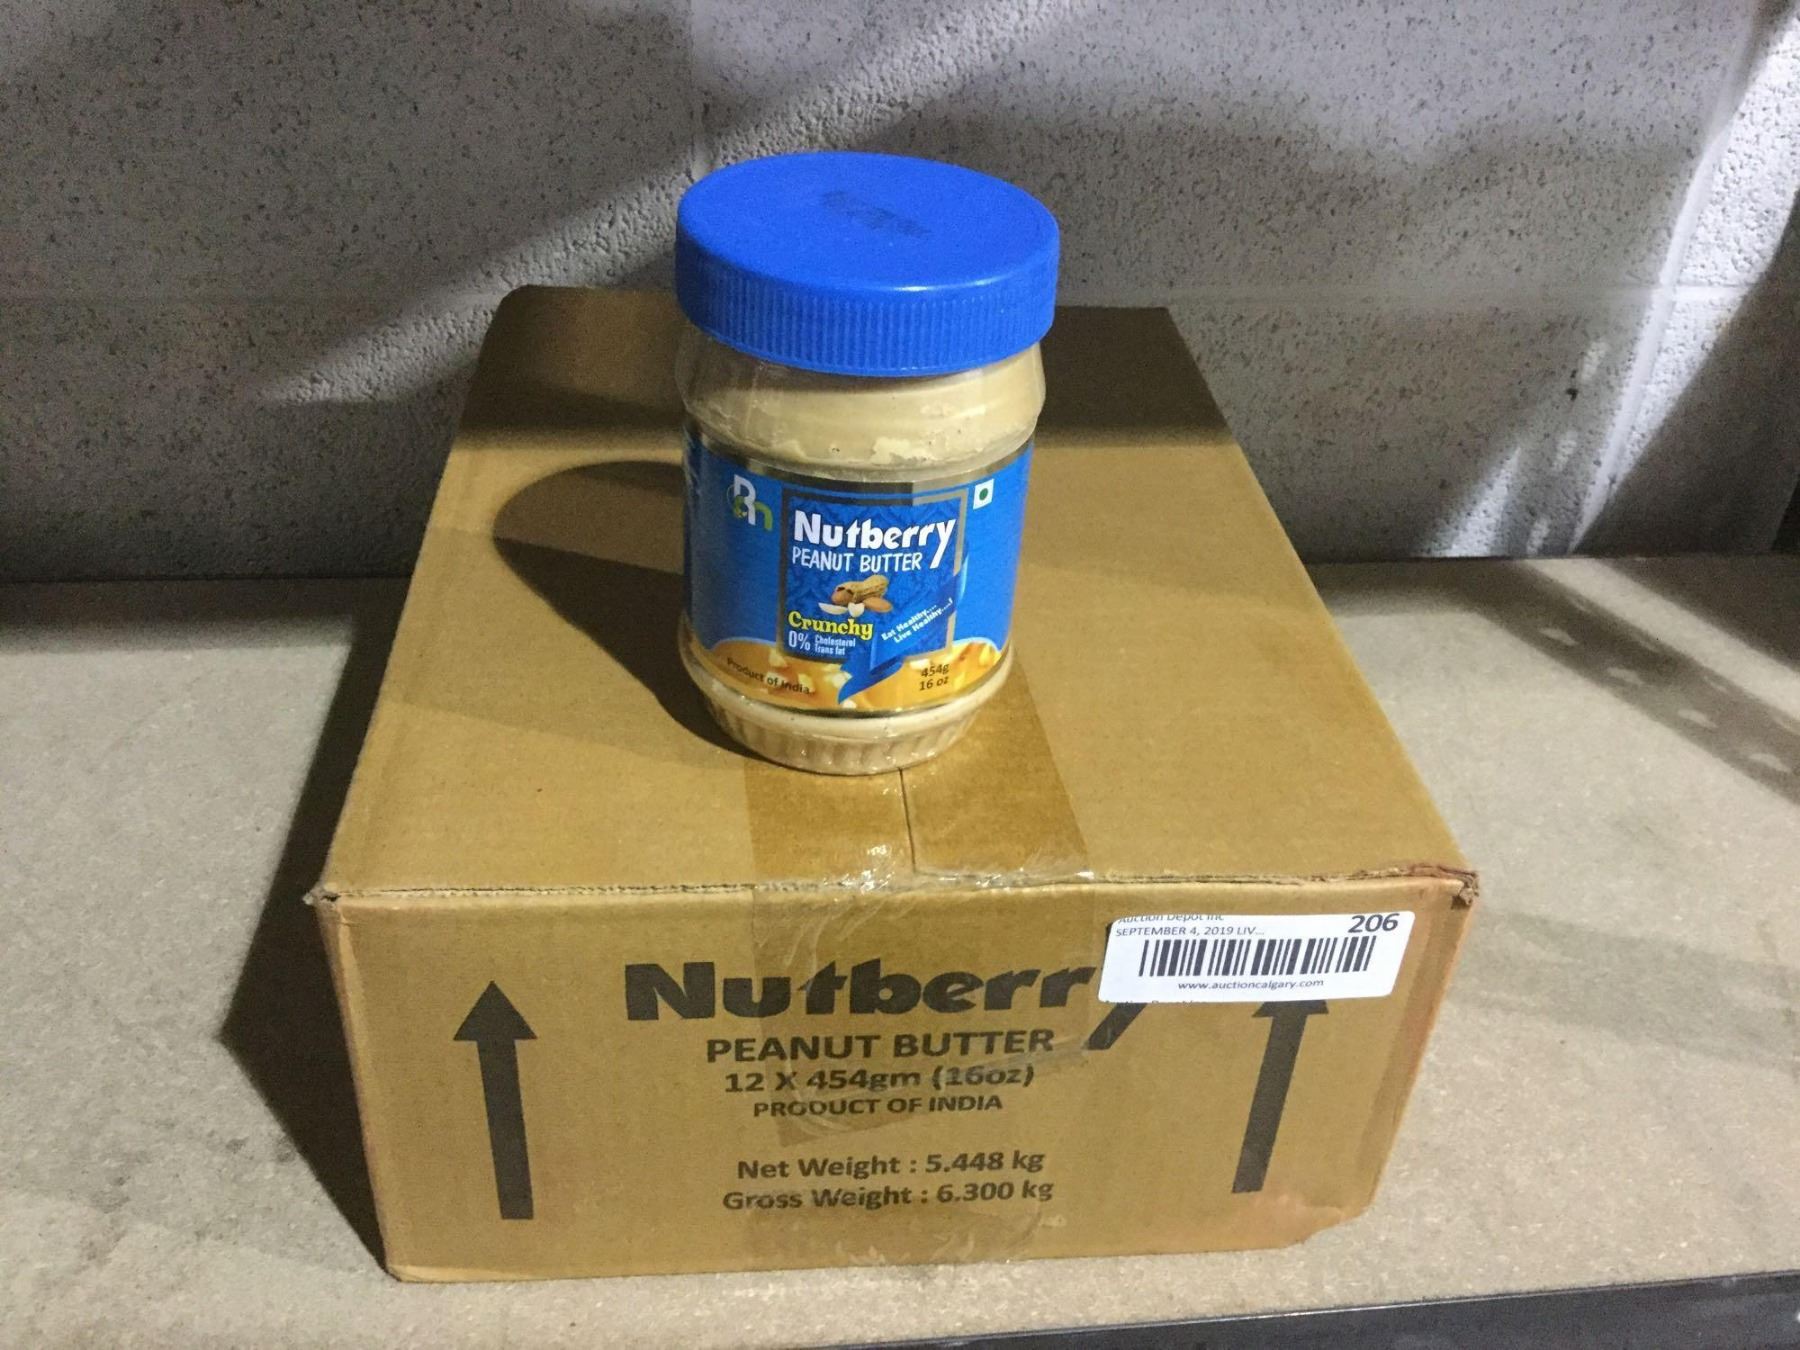 Nutberry
PEANUT BUTTER
Crunchy
0% Cholesterol
Trans fat
Eat Healthy....
Live Healthy....!
Product of India
454g
16 oz
Auction Depot Inc
SEPTEMBER 4, 2019 LIV...
206
www.auctioncalgary.com
Nutberry
PEANUT BUTTER
12 X 454gm (16oz)
PRODUCT OF INDIA
Net Weight : 5.448 kg
Gross Weight : 6.300 kg